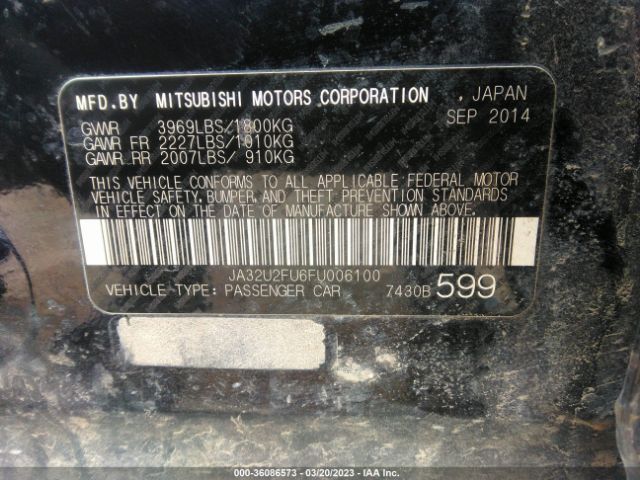 MFD.BY MITSUBISHI MOTORS CORPORATION , JAPAN
GVWR 3969LBS/1800KG SEP 2014
GAWR FR 2227LBS/1010KG
GAWR RR 2007LBS/ 910KG
THIS VEHICLE CONFORMS TO ALL APPLICABLE FEDERAL MOTOR
VEHICLE SAFETY, BUMPER, AND THEFT PREVENTION STANDARDS
IN EFFECT ON THE DATE OF MANUFACTURE SHOWN ABOVE.
JA32U2FU6FU006100
VEHICLE TYPE: PASSENGER CAR 7430B 599
000-36086573 - 03/20/2023 - IAA Inc.